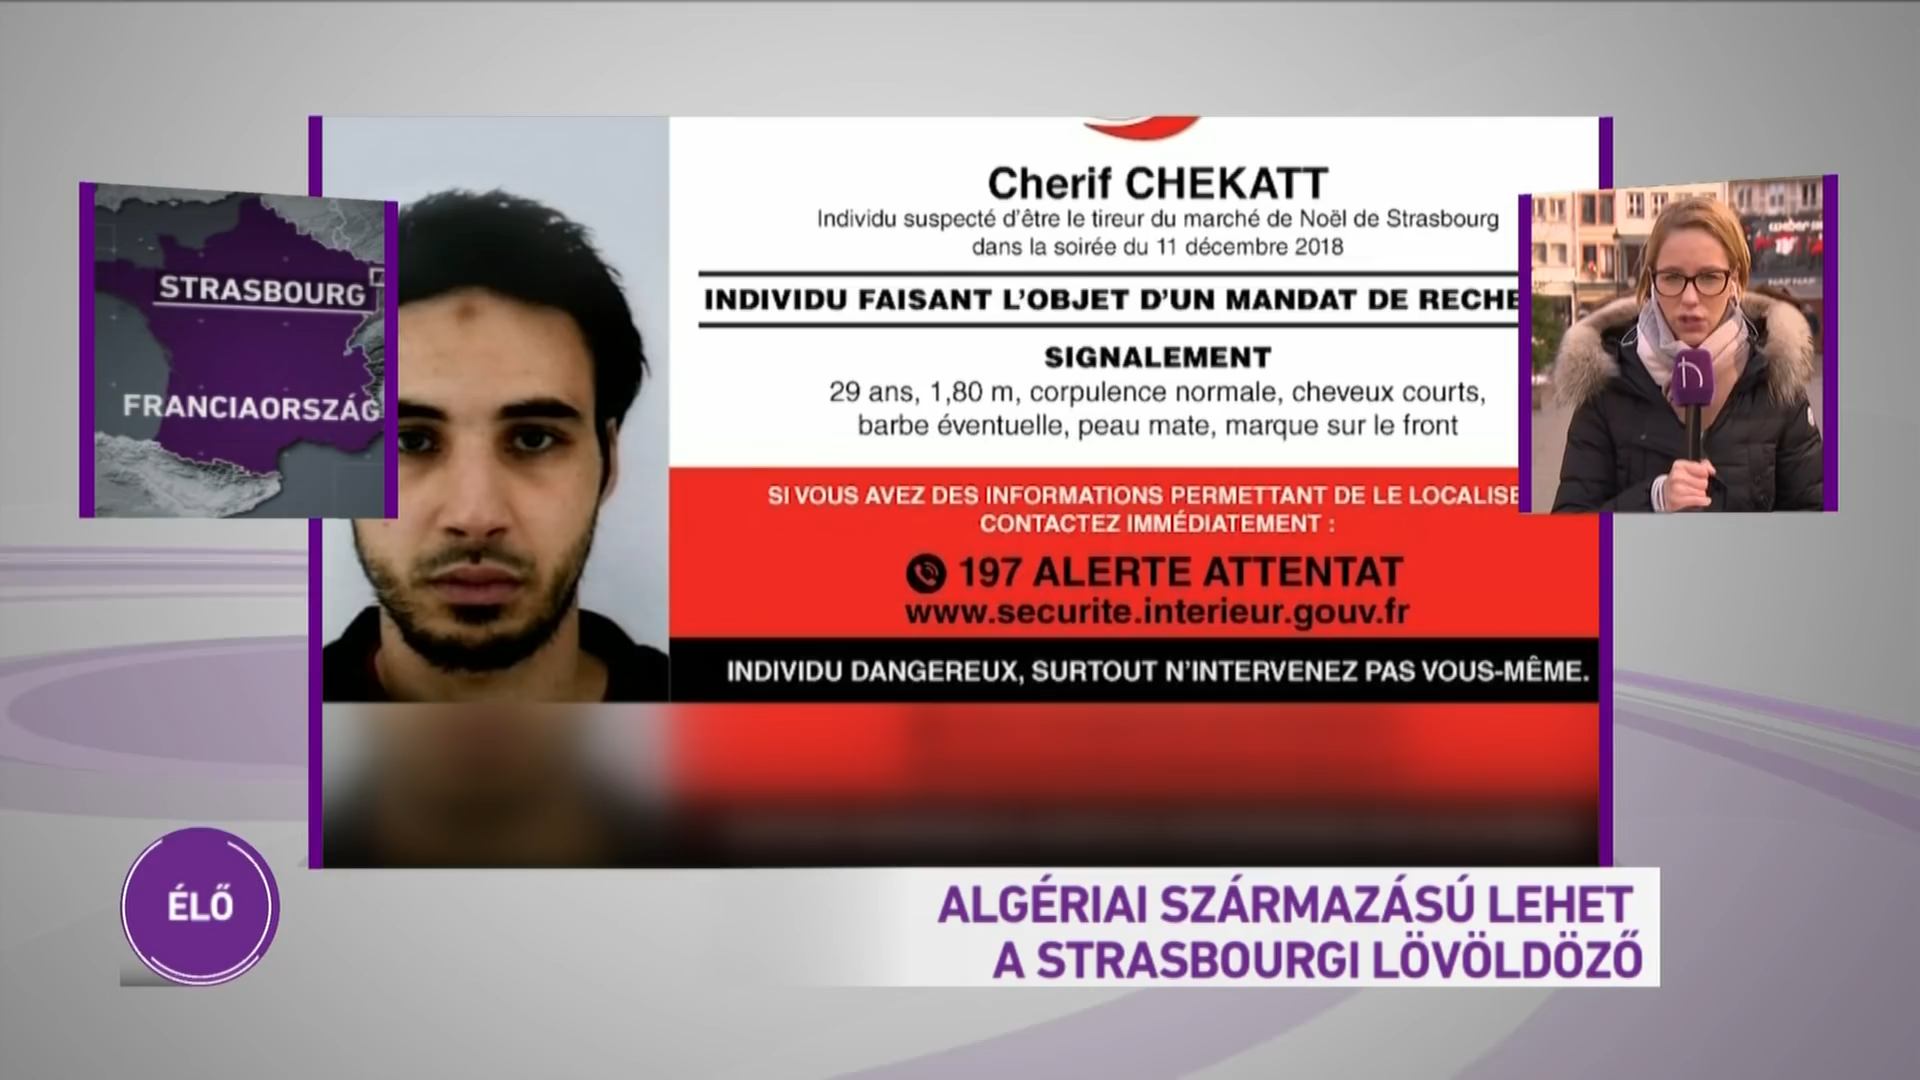 STRASBOURG
FRANCIAORSZÁG
Cherif CHEKATT
Individu suspecté d'être le tireur du marché de Noël de Strasbourg
dans la soirée du 11 décembre 2018
INDIVIDU FAISANT L'OBJET D'UN MANDAT DE RECHE
SIGNALEMENT
29 ans, 1,80 m, corpulence normale, cheveux courts,
barbe éventuelle, peau mate, marque sur le front
SI VOUS AVEZ DES INFORMATIONS PERMETTANT DE LE LOCALISE
CONTACTEZ IMMÉDIATEMENT :
197 ALERTE ATTENTAT
www.securite.interieur.gouv.fr
INDIVIDU DANGEREUX, SURTOUT N'INTERVENEZ PAS VOUS-MÊME.
ÉLŐ
ALGÉRIAI SZÁRMAZÁSÚ LEHET
A STRASBOURGI LÖVÖLDÖZŐ